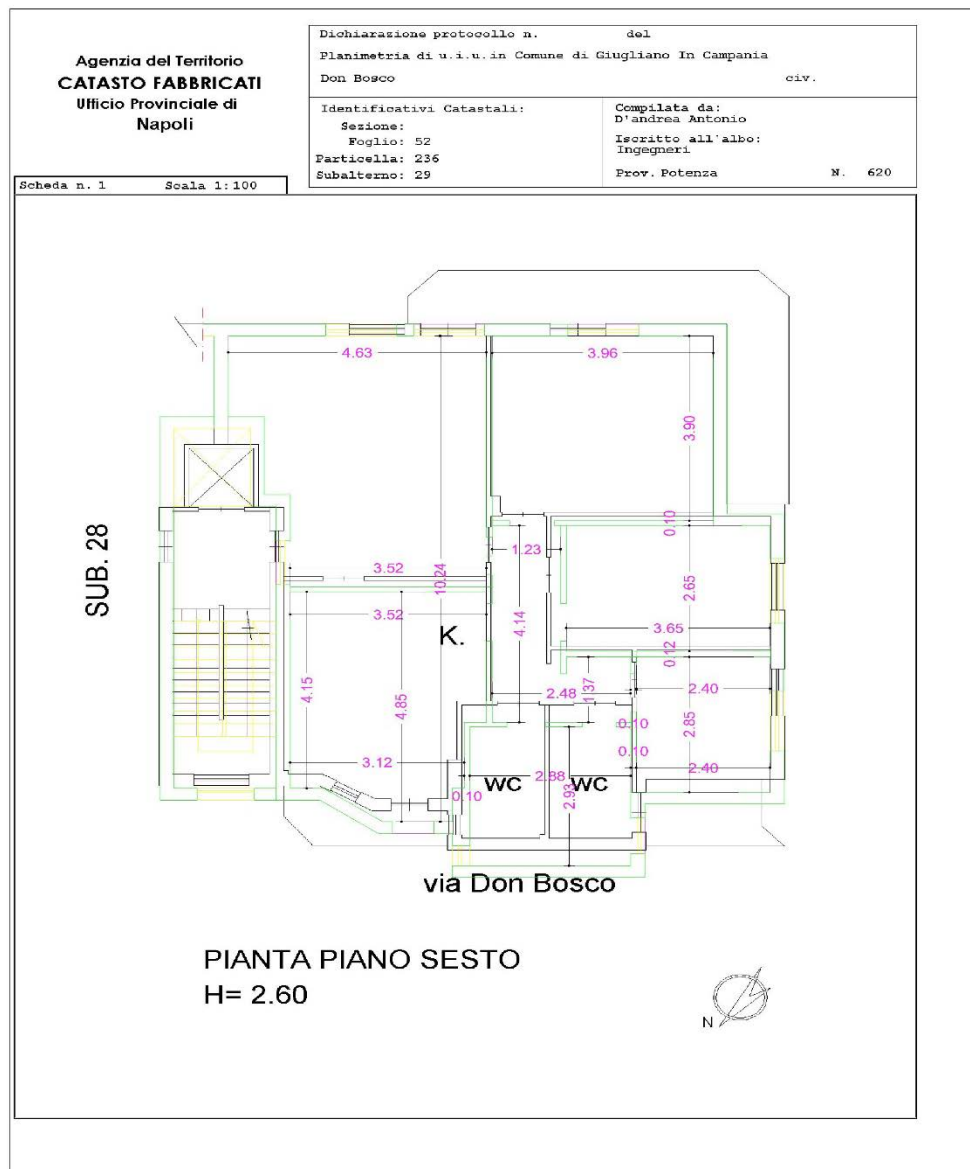 Agenzia del Territorio
CATASTO FABBRICATI
Ufficio Provinciale di
Napoli
Dichiarazione protocollo n. del
Planimetria di u.i.u. in Comune di Giugliano In Campania
Don Bosco civ.
Identificativi Catastali:
Sezione:
Foglio: 52
Particella: 236
Subalterno: 29
Compilata da:
D'andrea Antonio
Iscritto all'albo:
Ingegneri
Prov. Potenza N. 620
Scheda n. 1 Scala 1:100
4.63
3.96
3.90
0.10
1.23
SUB. 28
3.52
10.24
2.65
3.52
4.14
3.65
K.
0.12
4.15
4.85
2.48
1.37
2.40
2.85
0.10
0.10
3.12
2.88
2.40
WC
WC
0.10
2.93
via Don Bosco
PIANTA PIANO SESTO
H= 2.60
N